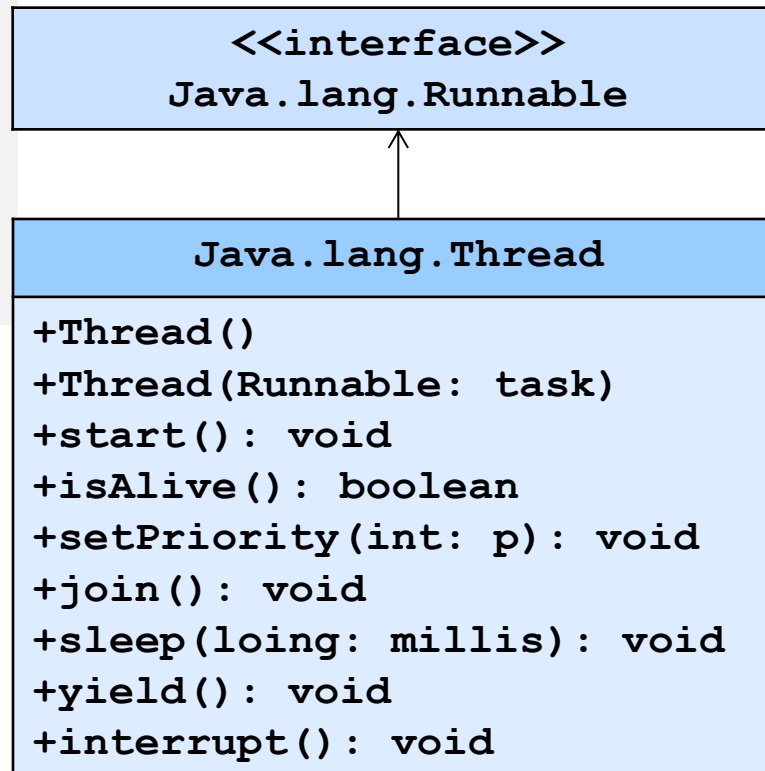 <<interface>>
Java.lang.Runnable
Java.lang.Thread
+Thread()
+Thread(Runnable: task)
+start(): void
+isAlive(): boolean
+setPriority(int: p): void
+join(): void
+sleep(loing: millis): void
+yield(): void
+interrupt(): void